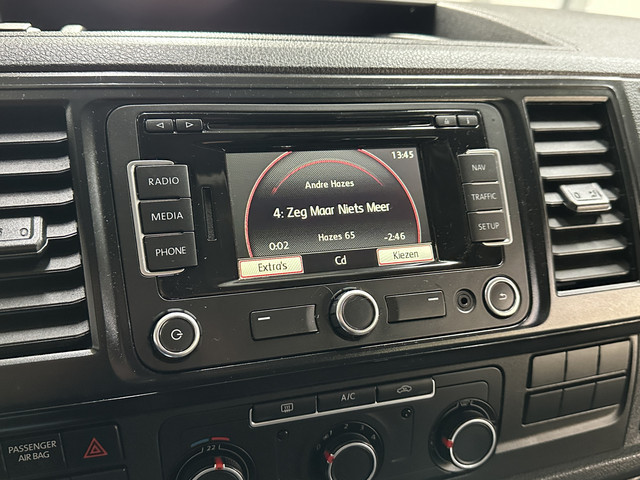 13:45
Andre Hazes
4: Zeg Maar Niets Meer
Hazes 65
0:02
-2:46
Extra's
Cd
Kiezen
RADIO
MEDIA
PHONE
NAV
TRAFFIC
SETUP
A/C
22
PASSENGER
AIR BAG